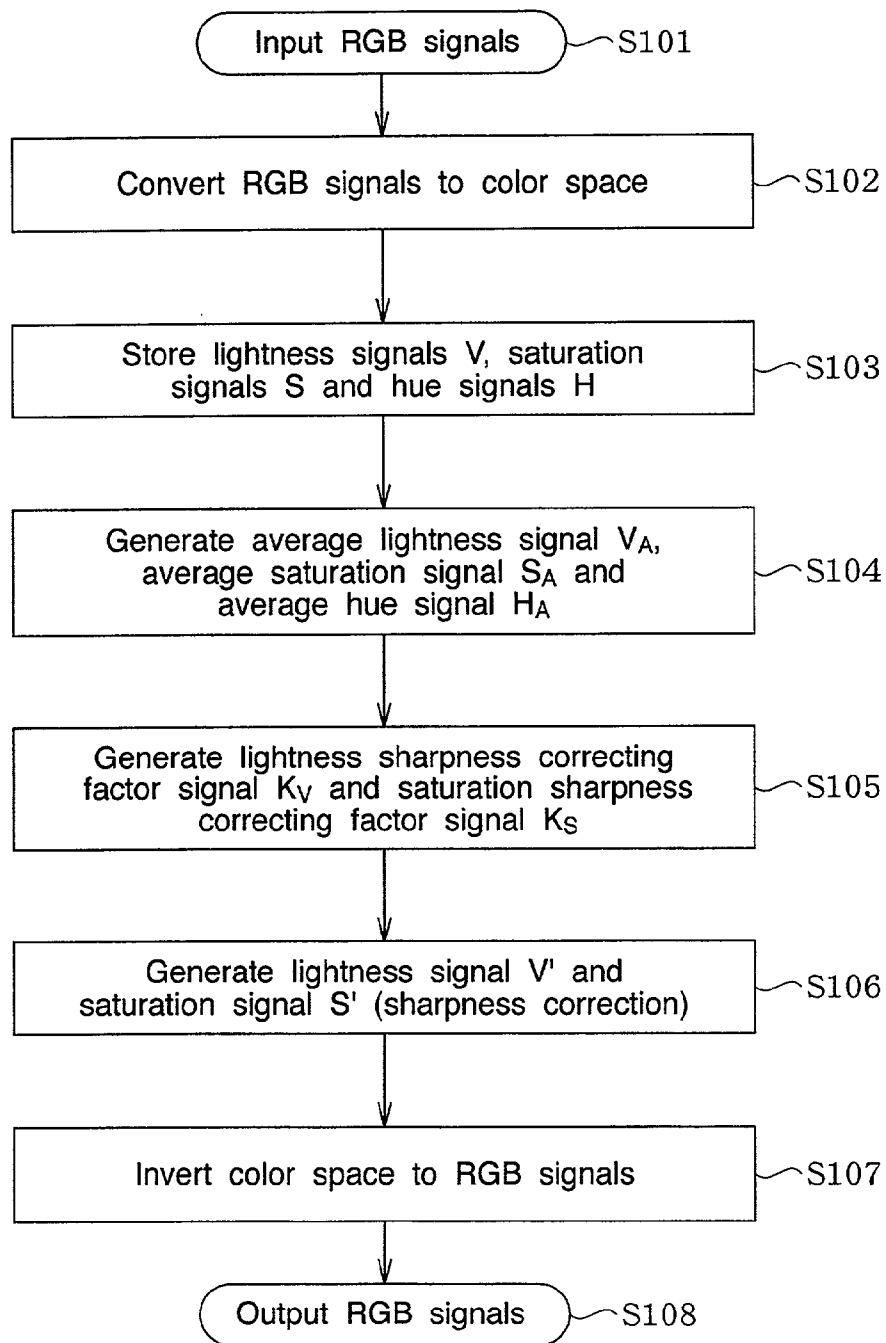 Input RGB signals
S101
Convert RGB signals to color space
S102
Store lightness signals V, saturation
signals S and hue signals H
S103
Generate average lightness signal VA,
average saturation signal SA and
average hue signal HA
S104
Generate lightness sharpness correcting
factor signal KV and saturation sharpness
correcting factor signal KS
S105
Generate lightness signal V' and
saturation signal S' (sharpness correction)
S106
Invert color space to RGB signals
S107
Output RGB signals
S108